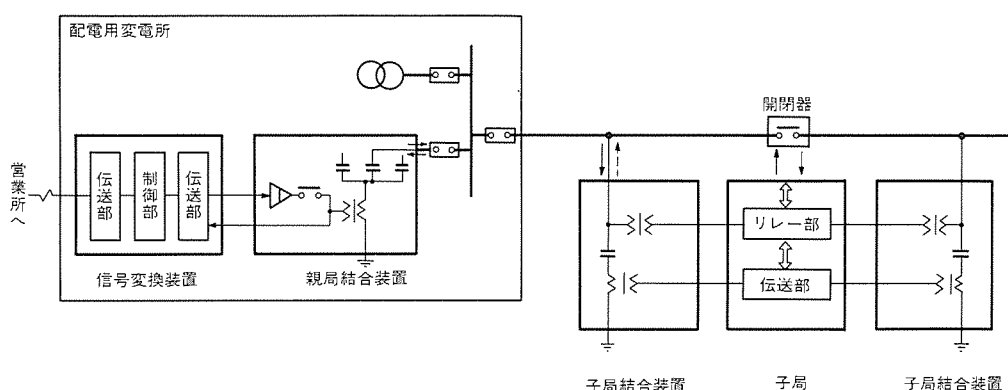 配電用変電所
営業所へ
伝送部
制御部
伝送部
信号変換装置
親局結合装置
開閉器
リレー部
伝送部
子局結合装置
子局
子局結合装置